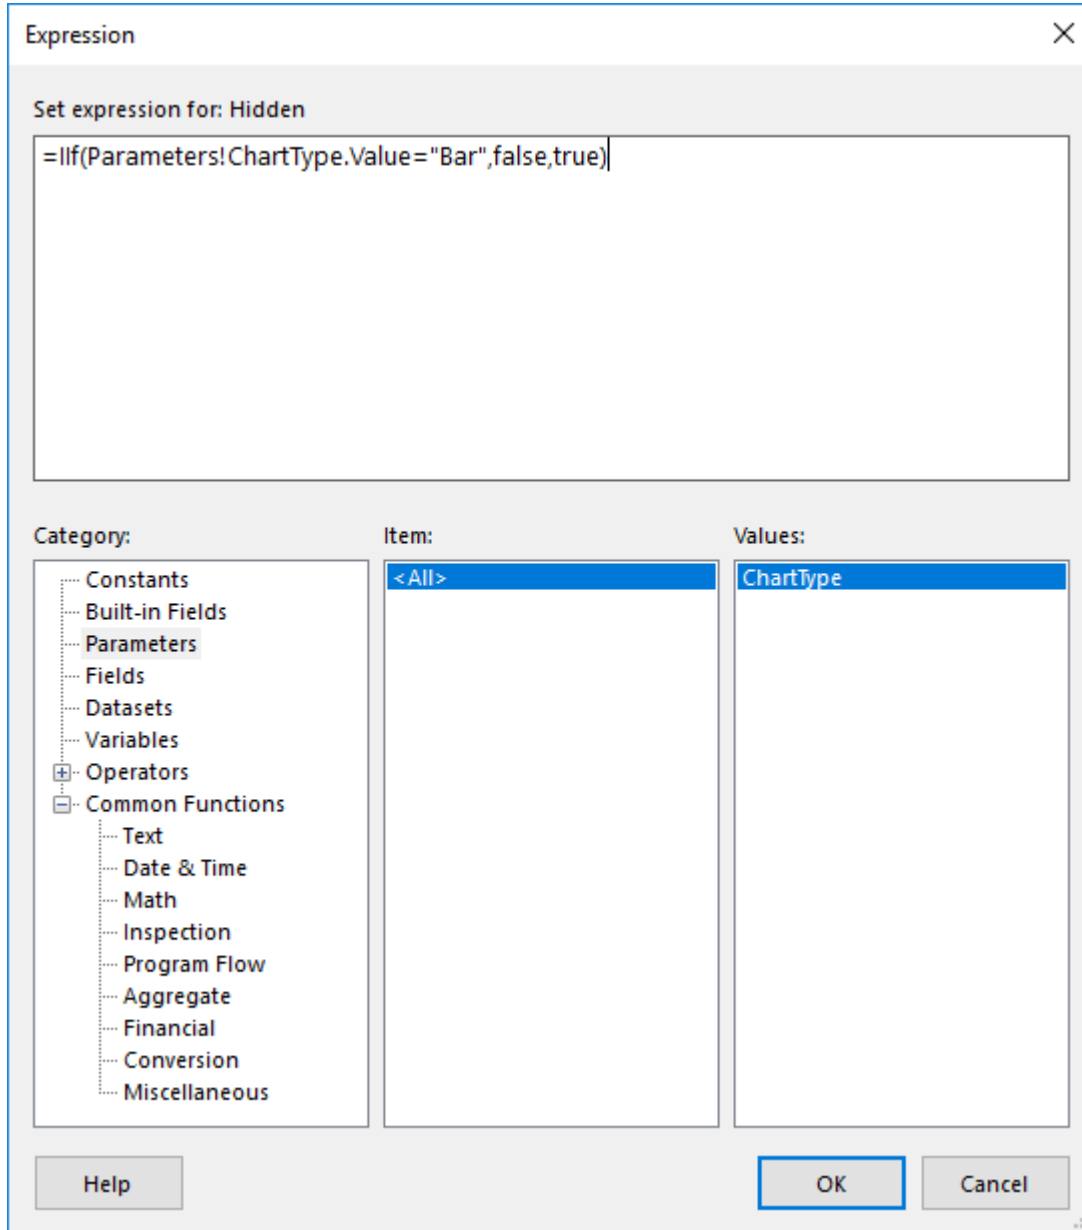 Expression
Set expression for: Hidden
=IIf(Parameters!ChartType.Value="Bar",false,true)
Category:
Item:
Values:
Constants
Built-in Fields
Parameters
Fields
Datasets
Variables
Operators
Common Functions
Text
Date & Time
Math
Inspection
Program Flow
Aggregate
Financial
Conversion
Miscellaneous
<All>
ChartType
Help
OK
Cancel